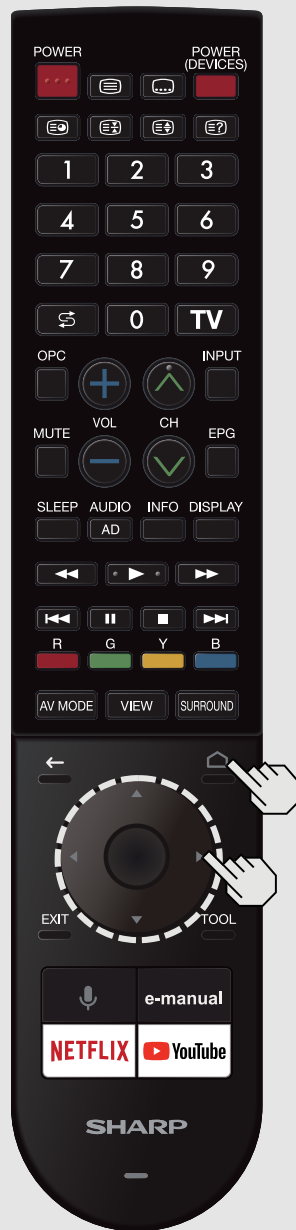 POWER
POWER
(DEVICES)
1 2 3
4 5 6
7 8 9
0 TV
OPC INPUT
MUTE VOL CH EPG
SLEEP AUDIO INFO DISPLAY
AD
R G Y B
AV MODE VIEW SURROUND
EXIT TOOL
e-manual
NETFLIX YouTube
SHARP